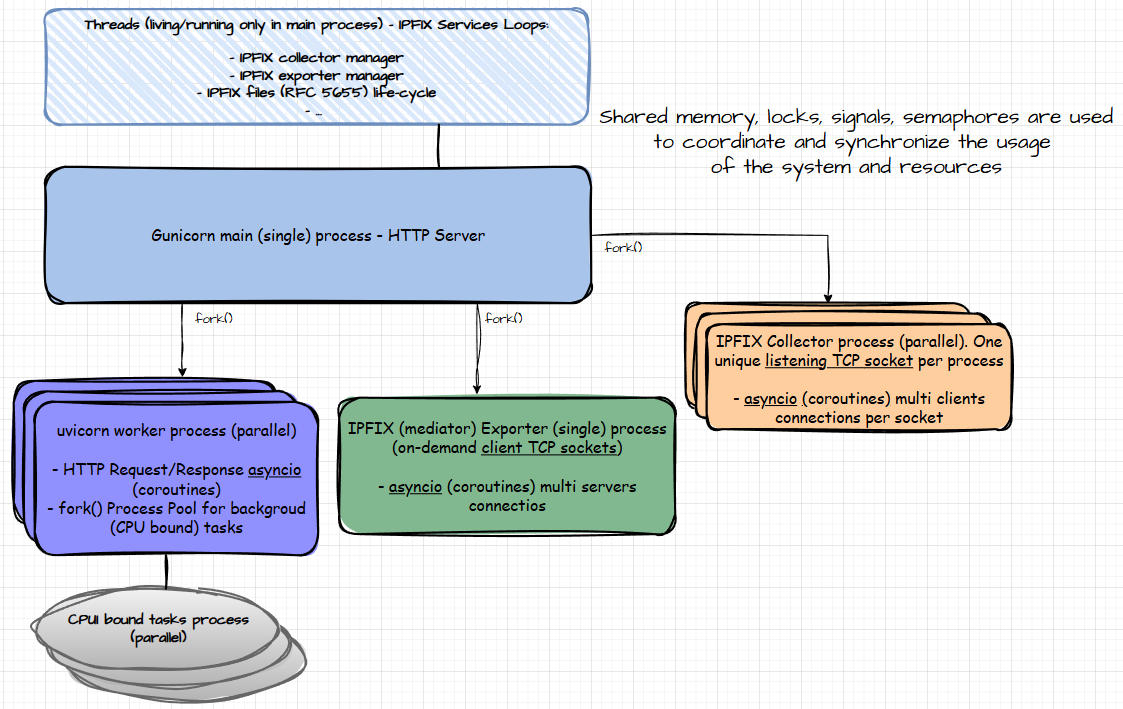 Threads (living/running only in main process) - IPFIX Services Loops:
- IPFIX collector manager
- IPFIX exporter manager
- IPFIX files (RFC 5655) life-cycle
- ...
Shared memory, locks, signals, semaphores are used
to coordinate and synchronize the usage
of the system and resources
Gunicorn main (single) process - HTTP Server
fork()
fork()
fork()
IPFIX Collector process (parallel). One
unique listening TCP socket per process
- asyncio (coroutines) multi clients
connections per socket
uvicorn worker process (parallel)
- HTTP Request/Response asyncio
(coroutines)
- fork() Process Pool for backgroud
(CPU bound) tasks
IPFIX (mediator) Exporter (single) process
(on-demand client TCP sockets)
- asyncio (coroutines) multi servers
connectios
CPUI bound tasks process
(parallel)